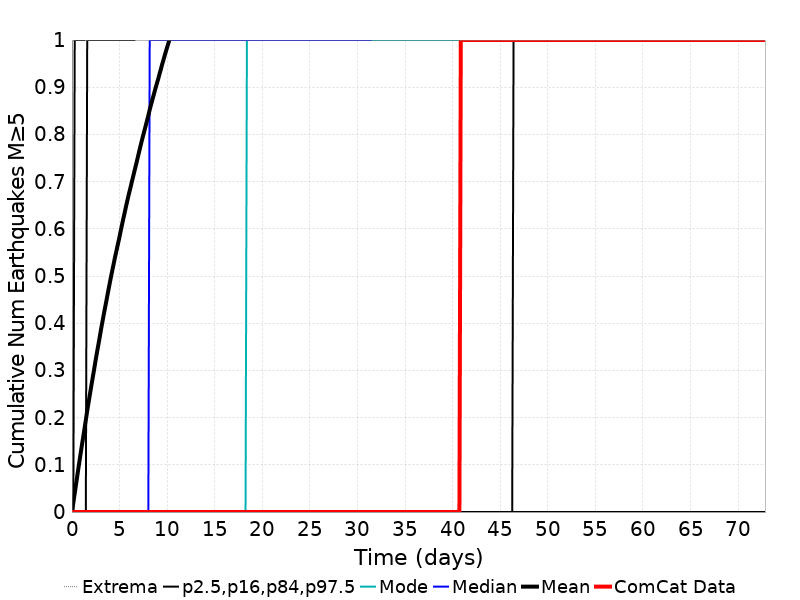 Cumulative Num Earthquakes M≥5
1
0.9
0.8
0.7
0.6
0.5
0.4
0.3
0.2
0.1
0
0 5 10 15 20 25 30 35 40 45 50 55 60 65 70
Time (days)
Extrema p2.5,p16,p84,p97.5 Mode Median Mean ComCat Data